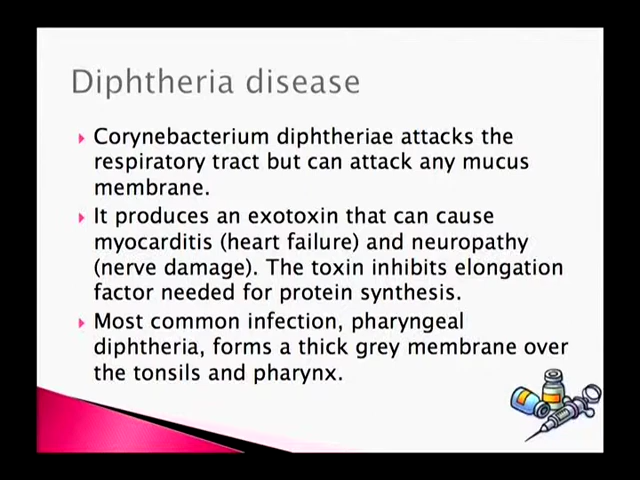 Diphtheria disease
Corynebacterium diphtheriae attacks the
respiratory tract but can attack any mucus
membrane.
It produces an exotoxin that can cause
myocarditis (heart failure) and neuropathy
(nerve damage). The toxin inhibits elongation
factor needed for protein synthesis.
Most common infection, pharyngeal
diphtheria, forms a thick grey membrane over
the tonsils and pharynx.